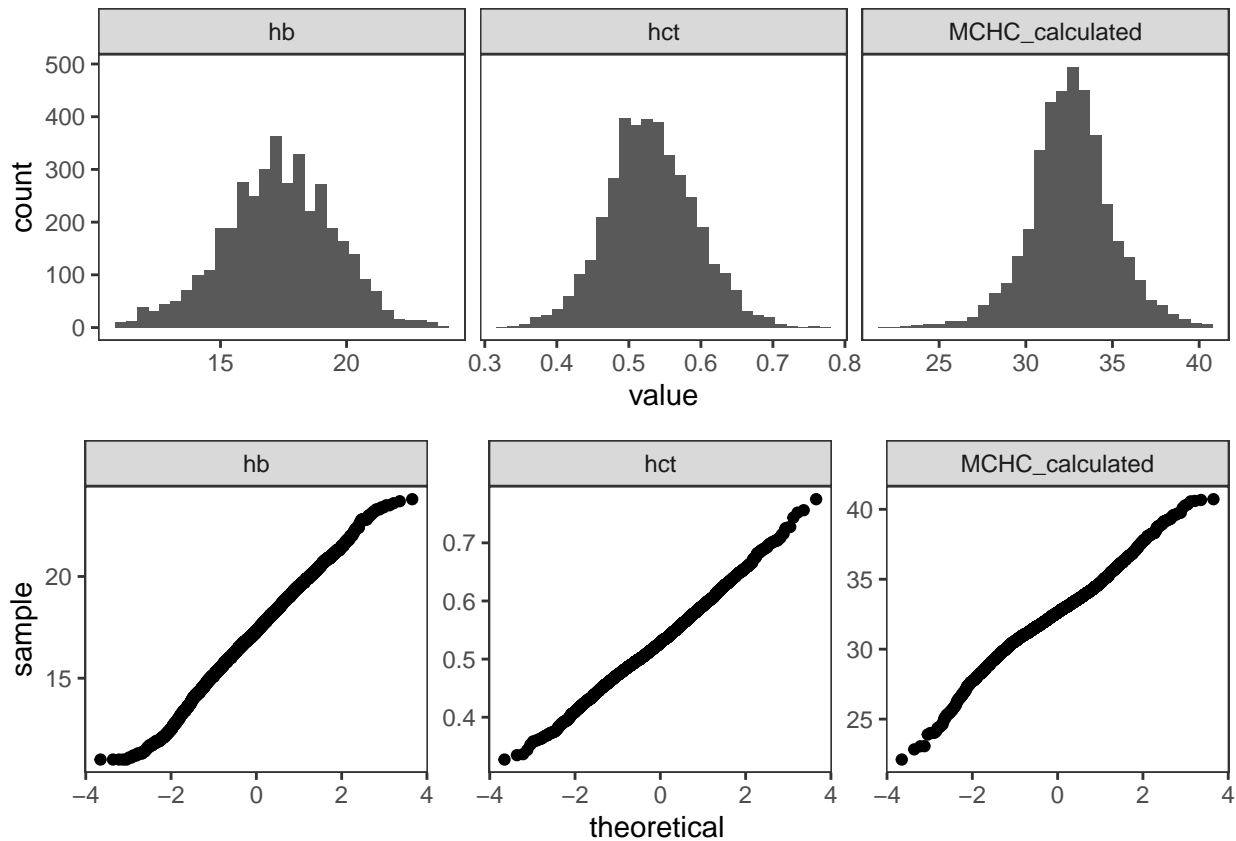 hb hct MCHC_calculated
500
400
300
200
100
0
count
15 20 0.3 0.4 0.5 0.6 0.7 0.8 25 30 35 40
value
hb hct MCHC_calculated
20
15
0.7
0.6
0.5
0.4
40
35
30
25
sample
−4 −2 0 2 4 −4 −2 0 2 4 −4 −2 0 2 4
theoretical